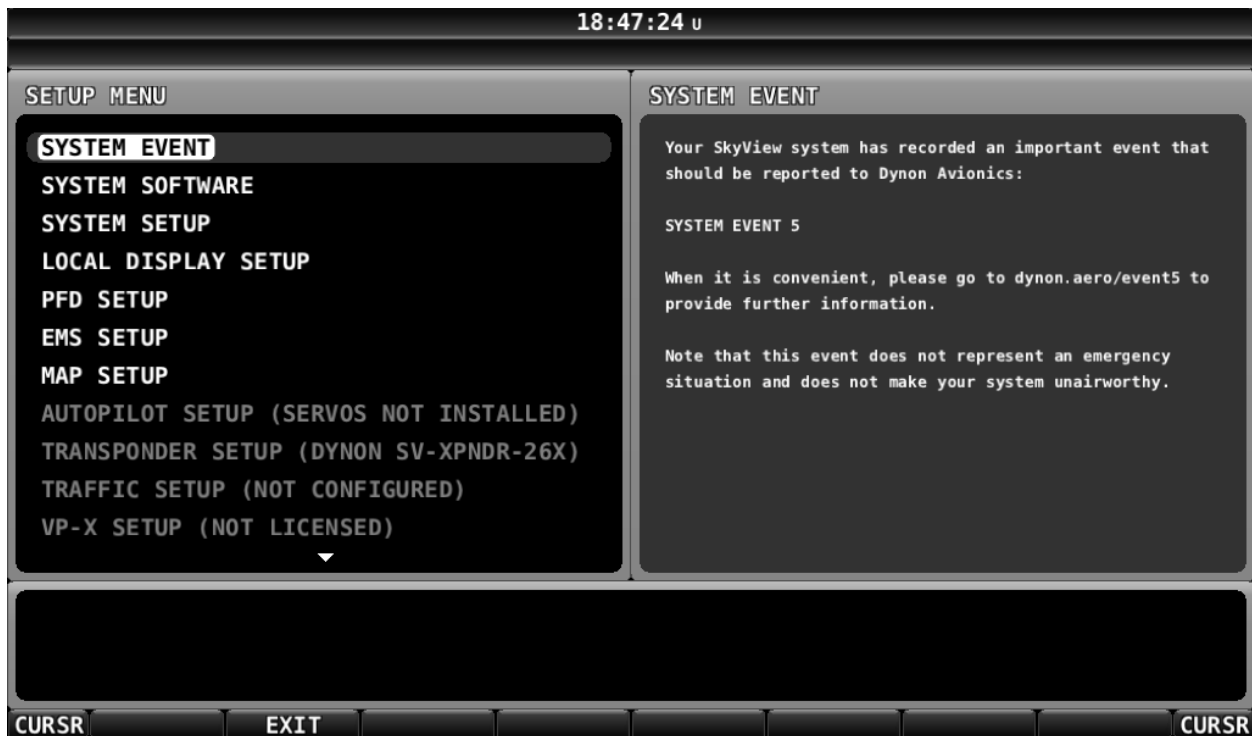 18:47:24 U
SETUP MENU
SYSTEM EVENT
SYSTEM SOFTWARE
SYSTEM SETUP
LOCAL DISPLAY SETUP
PFD SETUP
EMS SETUP
MAP SETUP
AUTOPILOT SETUP (SERVOS NOT INSTALLED)
TRANSPONDER SETUP (DYNON SV-XPNDR-26X)
TRAFFIC SETUP (NOT CONFIGURED)
VP-X SETUP (NOT LICENSED)
SYSTEM EVENT
Your SkyView system has recorded an important event that
should be reported to Dynon Avionics:
SYSTEM EVENT 5
When it is convenient, please go to dynon.aero/event5 to
provide further information.
Note that this event does not represent an emergency
situation and does not make your system unairworthy.
CURSR EXIT CURSR